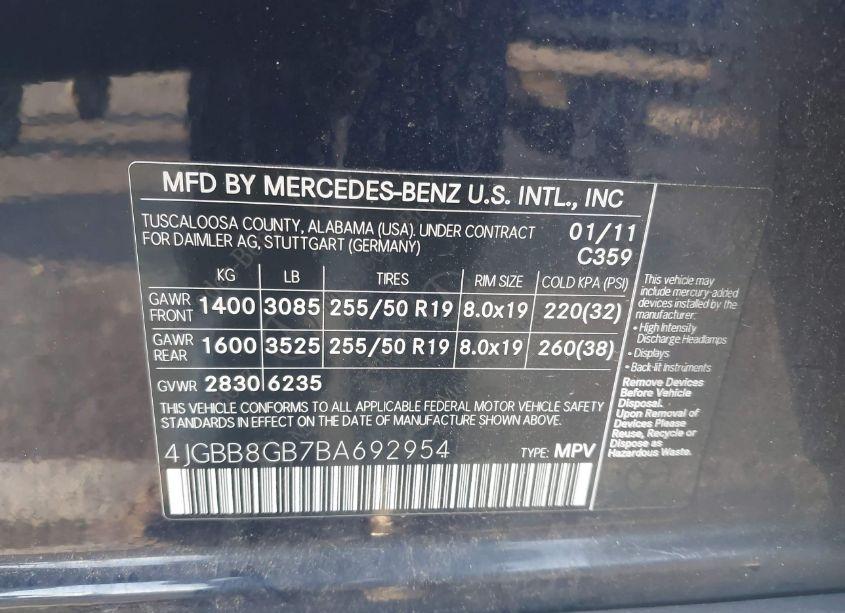 MFD BY MERCEDES-BENZ U.S. INTL., INC
TUSCALOOSA COUNTY, ALABAMA (USA). UNDER CONTRACT
FOR DAIMLER AG, STUTTGART (GERMANY)
01/11
C359
KG LB TIRES RIM SIZE COLD KPA (PSI)
GAWR FRONT 1400 3085 255/50 R19 8.0x19 220(32)
GAWR REAR 1600 3525 255/50 R19 8.0x19 260(38)
GVWR 2830 6235
THIS VEHICLE CONFORMS TO ALL APPLICABLE FEDERAL MOTOR VEHICLE SAFETY
STANDARDS IN EFFECT ON THE DATE OF MANUFACTURE SHOWN ABOVE.
4JGBB8GB7BA692954 TYPE: MPV
This vehicle may
include mercury-added
devices installed by the
manufacturer:
• High Intensity
Discharge Headlamps
• Displays
• Back-lit Instruments
Remove Devices
Before Vehicle
Disposal.
Upon Removal of
Devices Please
Reuse, Recycle or
Dispose as
Hazardous Waste.